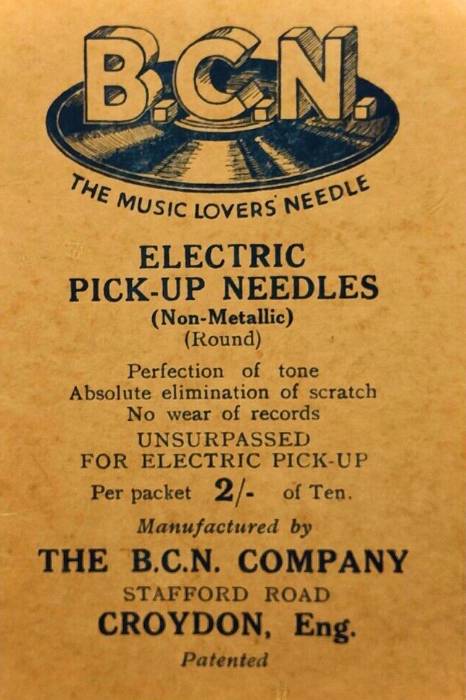 B.C.N.
THE MUSIC LOVERS' NEEDLE
ELECTRIC
PICK-UP NEEDLES
(Non-Metallic)
(Round)
Perfection of tone
Absolute elimination of scratch
No wear of records
UNSURPASSED
FOR ELECTRIC PICK-UP
Per packet 2/- of Ten.
Manufactured by
THE B.C.N. COMPANY
STAFFORD ROAD
CROYDON, Eng.
Patented